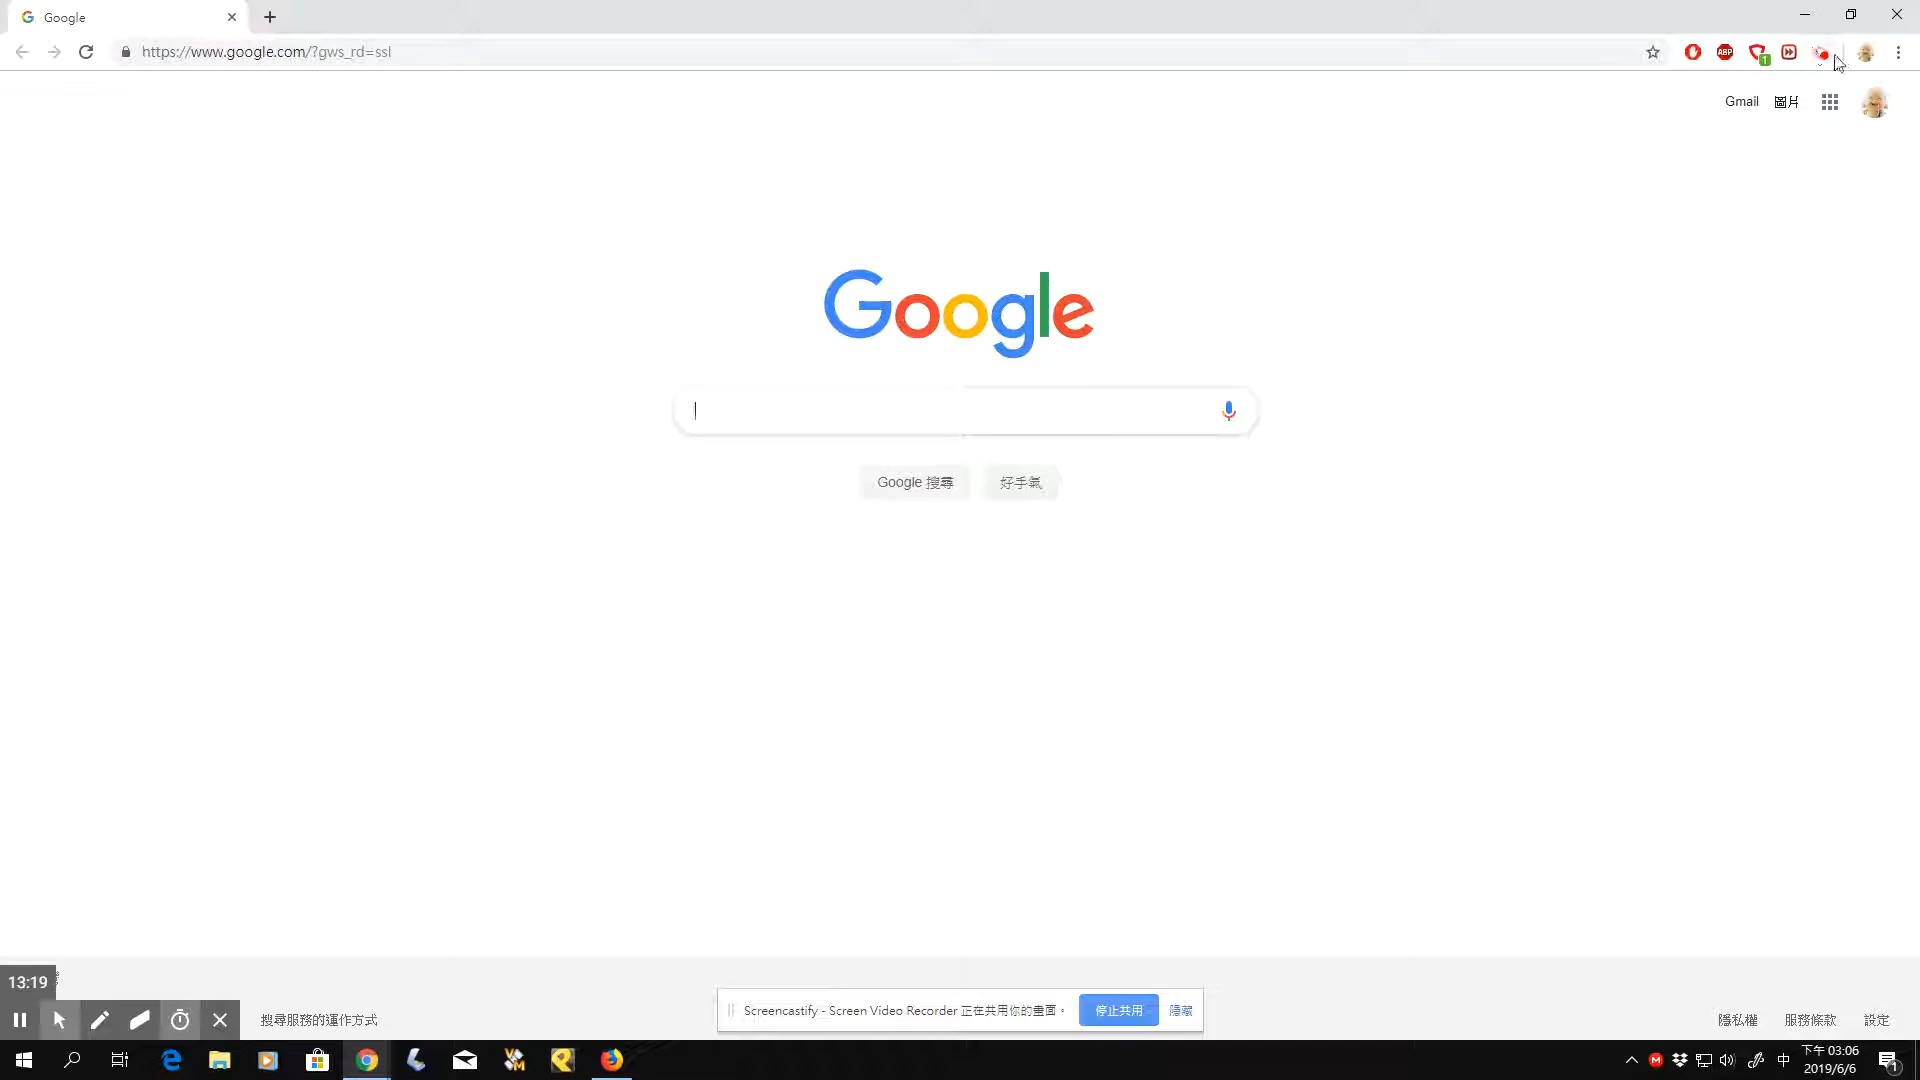 Google
https://www.google.com/?gws_rd=ssl
ABP
1
Gmail 圖片
Google
Google 搜尋 好手氣
13:19
搜尋服務的運作方式
Screencastify - Screen Video Recorder 正在共用你的畫面。 停止共用 隱藏
隱私權 服務條款 設定
中
下午 03:06
2019/6/6
1